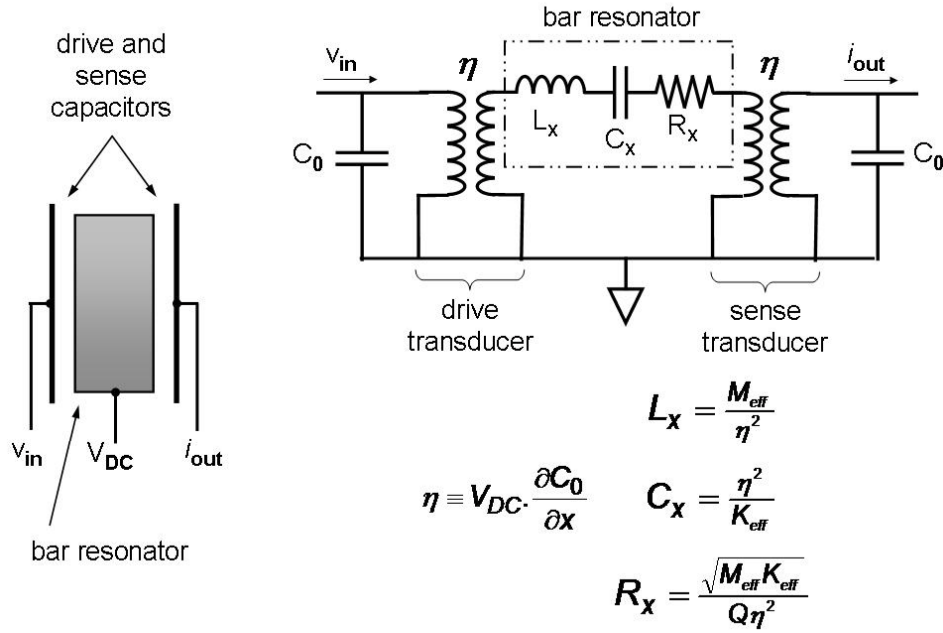 drive and
sense
capacitors
v_in
V_DC
i_out
bar resonator
bar resonator
v_in
η
η
i_out
L_x
C_x
R_x
C_0
C_0
drive
transducer
sense
transducer
L_x = M_eff / η²
η ≡ V_DC · ∂C_0 / ∂x
C_x = η² / K_eff
R_x = √(M_eff K_eff) / Qη²